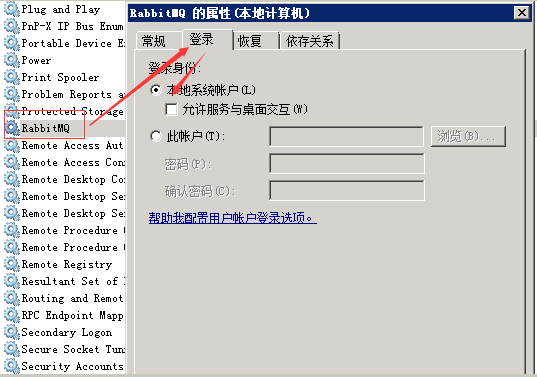 Plug and Play
PnP-X IP Bus Enum
Portable Device E
Power
Print Spooler
Problem Reports a
Protected Storage
RabbitMQ
Remote Access Aut
Remote Access Con
Remote Desktop Co
Remote Desktop Se
Remote Desktop Se
Remote Procedure
Remote Procedure
Remote Registry
Resultant Set of
Routing and Remot
RPC Endpoint Mapp
Secondary Logon
Secure Socket Tun
Security Accounts
RabbitMQ 的属性(本地计算机)
常规 登录 恢复 依存关系
登录身份:
本地系统帐户(L)
允许服务与桌面交互(W)
此帐户(T): 浏览(B)...
密码(P):
确认密码(C):
帮助我配置用户帐户登录选项。